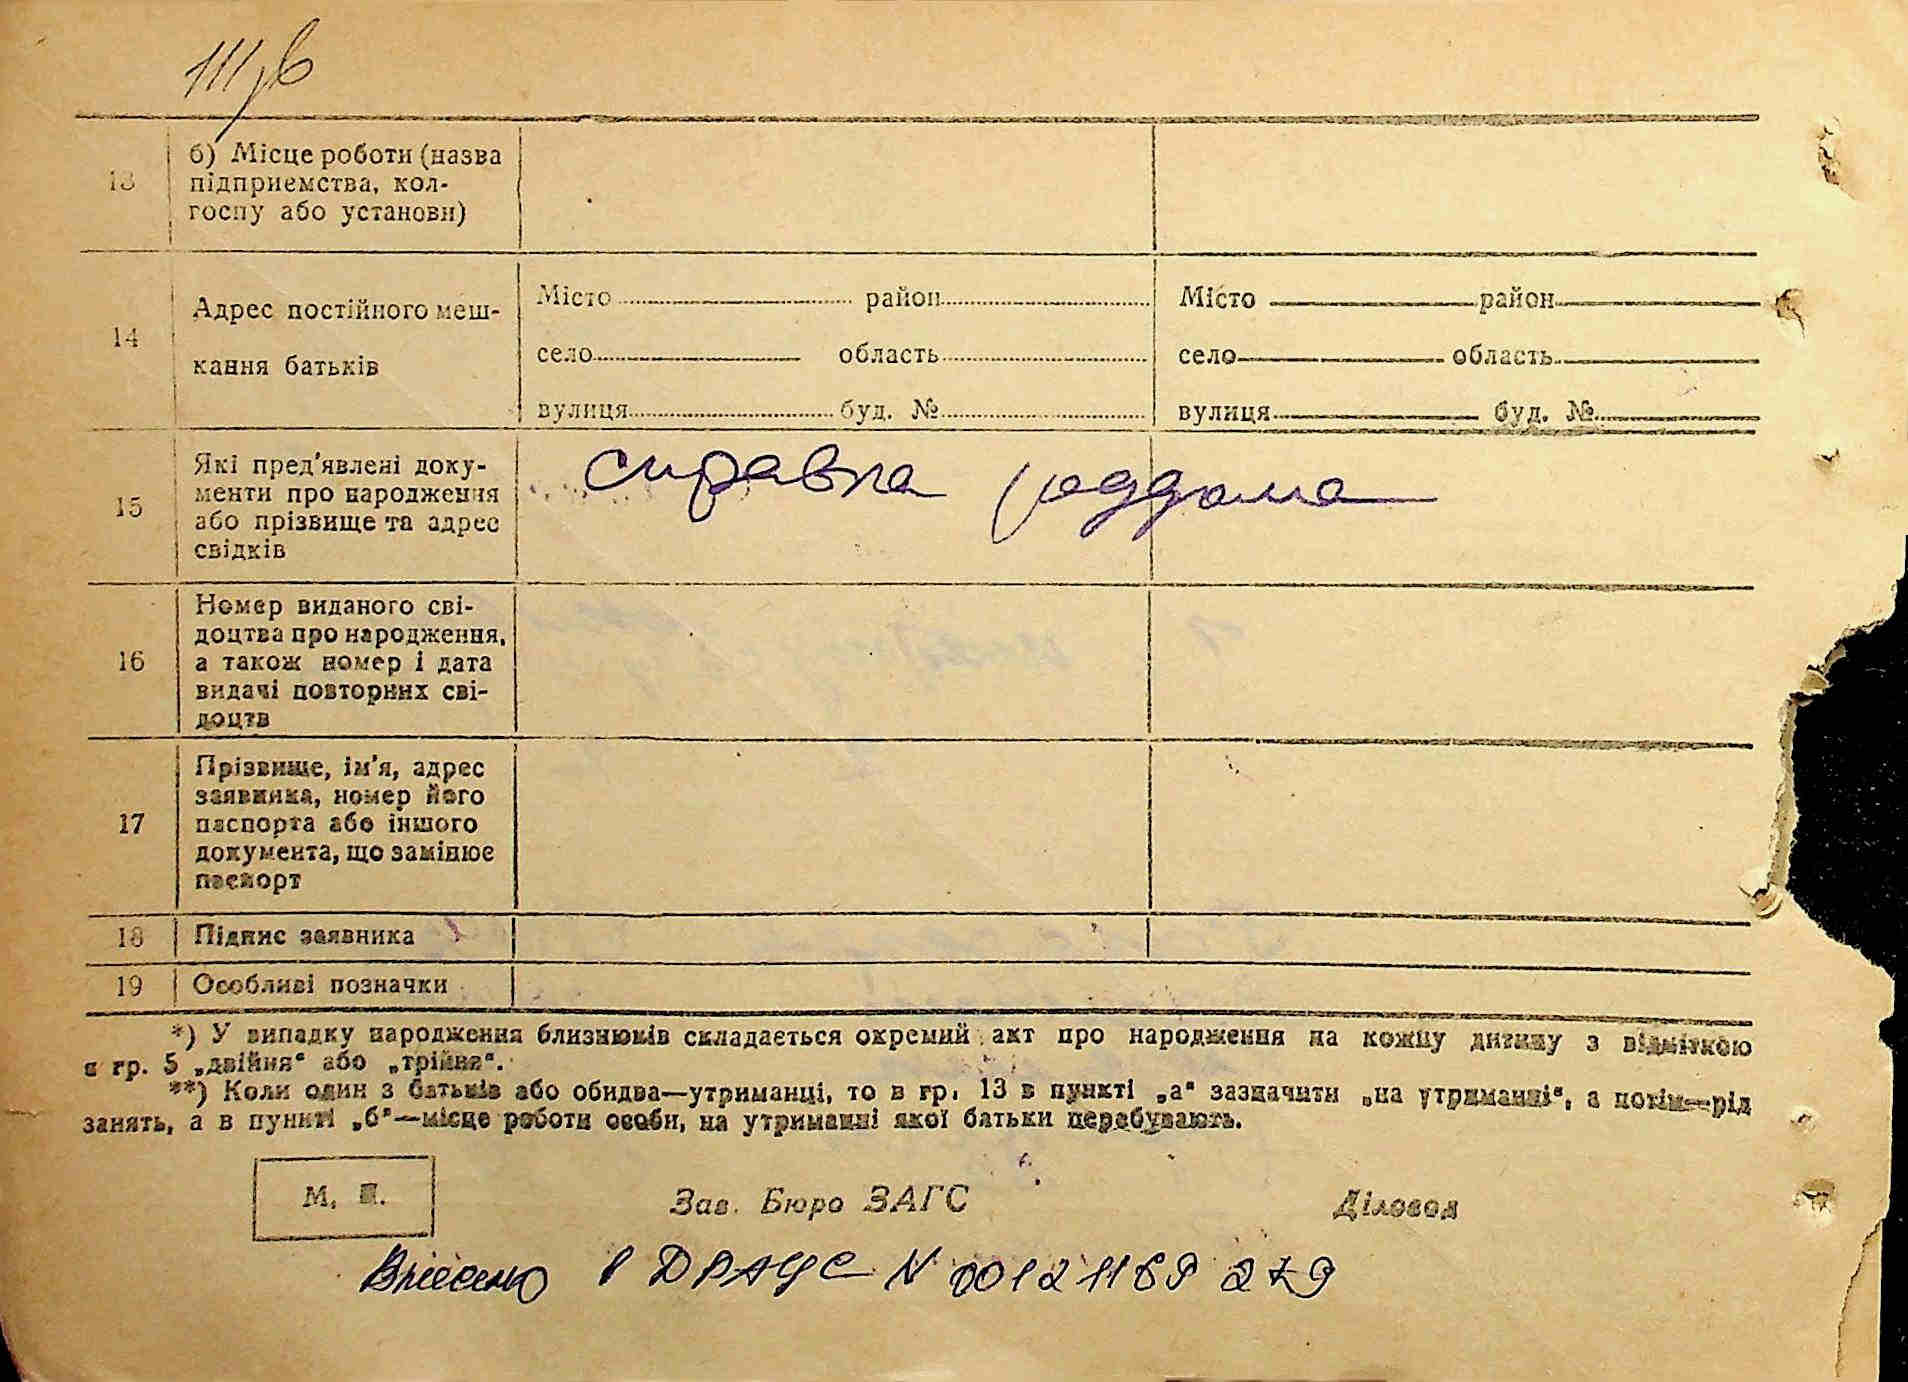 13 б) Місце роботи (назва
підприємства, кол-
госпу або установи)
14 Адрес постійного меш-
кання батьків
Місто район Місто район
село область село область
вулиця буд. № вулиця буд. №
15 Які пред'явлені доку-
менти про народження
або прізвище та адрес
свідків
справка роддома
16 Номер виданого сві-
доцтва про народження,
а також номер і дата
видачі повторних сві-
доцтв
17 Прізвище, ім'я, адрес
заявника, номер його
паспорта або іншого
документа, що замінює
паспорт
18 Підпис заявника
19 Особливі позначки
*) У випадку народження близнюків складається окремий акт про народження на кожну дитину з відміткою
в гр. 5 „двійня“ або „трійня“.
**) Коли один з батьків або обидва—утриманці, то в гр. 13 в пункті „а“ зазначити „на утриманні“, а потім—рід
занять, а в пункті „б“—місце роботи особи, на утриманні якої батьки перебувають.
М. П. Зав. Бюро ЗАГС Діловод
Внесено в ДРАЦС N 00121169 279